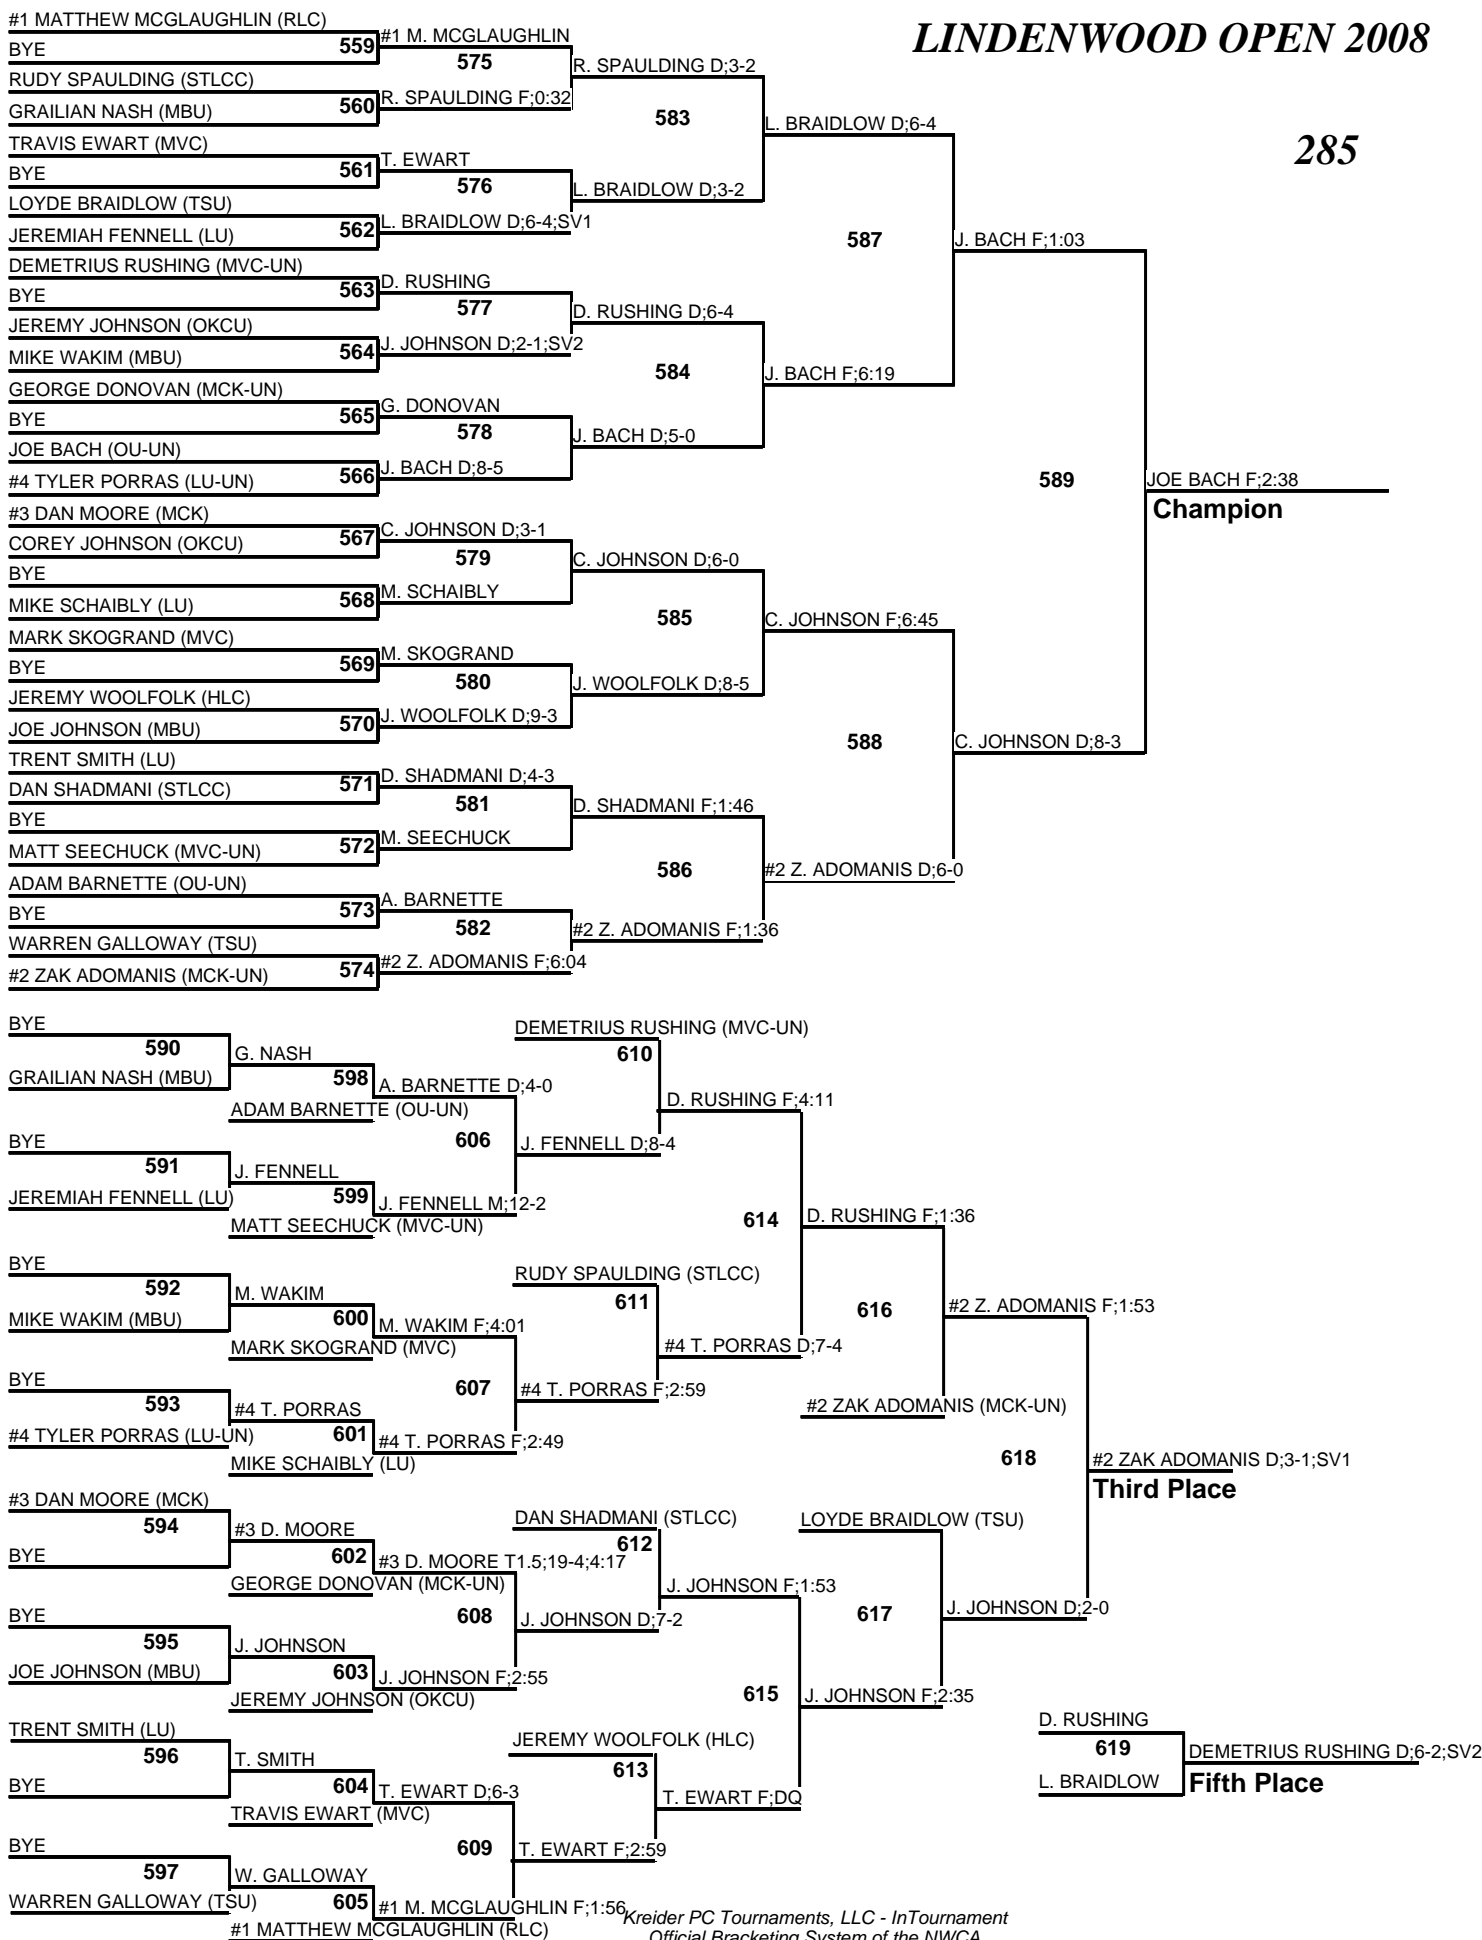 LINDENWOOD OPEN 2008
285
#1 MATTHEW MCGLAUGHLIN (RLC)
BYE
559
#1 M. MCGLAUGHLIN
575
RUDY SPAULDING (STLCC)
GRAILIAN NASH (MBU)
560
R. SPAULDING F;0:32
R. SPAULDING D;3-2
583
TRAVIS EWART (MVC)
BYE
561
T. EWART
576
LOYDE BRAIDLOW (TSU)
JEREMIAH FENNELL (LU)
562
L. BRAIDLOW D;6-4;SV1
L. BRAIDLOW D;3-2
L. BRAIDLOW D;6-4
587
DEMETRIUS RUSHING (MVC-UN)
BYE
563
D. RUSHING
577
JEREMY JOHNSON (OKCU)
MIKE WAKIM (MBU)
564
J. JOHNSON D;2-1;SV2
D. RUSHING D;6-4
584
GEORGE DONOVAN (MCK-UN)
BYE
565
G. DONOVAN
578
JOE BACH (OU-UN)
#4 TYLER PORRAS (LU-UN)
566
J. BACH D;8-5
J. BACH D;5-0
J. BACH F;6:19
J. BACH F;1:03
589
JOE BACH F;2:38
Champion
#3 DAN MOORE (MCK)
COREY JOHNSON (OKCU)
567
C. JOHNSON D;3-1
579
BYE
MIKE SCHAIBLY (LU)
568
M. SCHAIBLY
C. JOHNSON D;6-0
585
MARK SKOGRAND (MVC)
BYE
569
M. SKOGRAND
580
JEREMY WOOLFOLK (HLC)
JOE JOHNSON (MBU)
570
J. WOOLFOLK D;9-3
J. WOOLFOLK D;8-5
C. JOHNSON F;6:45
588
C. JOHNSON D;8-3
TRENT SMITH (LU)
DAN SHADMANI (STLCC)
571
D. SHADMANI D;4-3
581
BYE
MATT SEECHUCK (MVC-UN)
572
M. SEECHUCK
D. SHADMANI F;1:46
586
ADAM BARNETTE (OU-UN)
BYE
573
A. BARNETTE
582
WARREN GALLOWAY (TSU)
#2 ZAK ADOMANIS (MCK-UN)
574
#2 Z. ADOMANIS F;6:04
#2 Z. ADOMANIS F;1:36
#2 Z. ADOMANIS D;6-0
BYE
590
GRAILIAN NASH (MBU)
G. NASH
598
ADAM BARNETTE (OU-UN)
A. BARNETTE D;4-0
606
BYE
591
JEREMIAH FENNELL (LU)
J. FENNELL
599
MATT SEECHUCK (MVC-UN)
J. FENNELL M;12-2
DEMETRIUS RUSHING (MVC-UN)
610
J. FENNELL D;8-4
D. RUSHING F;4:11
614
BYE
592
MIKE WAKIM (MBU)
M. WAKIM
600
MARK SKOGRAND (MVC)
M. WAKIM F;4:01
607
BYE
593
#4 TYLER PORRAS (LU-UN)
#4 T. PORRAS
601
MIKE SCHAIBLY (LU)
#4 T. PORRAS F;2:49
RUDY SPAULDING (STLCC)
611
#4 T. PORRAS F;2:59
#4 T. PORRAS D;7-4
D. RUSHING F;1:36
616
#2 ZAK ADOMANIS (MCK-UN)
#2 Z. ADOMANIS F;1:53
618
#2 ZAK ADOMANIS D;3-1;SV1
Third Place
#3 DAN MOORE (MCK)
594
BYE
#3 D. MOORE
602
GEORGE DONOVAN (MCK-UN)
#3 D. MOORE T1.5;19-4;4:17
608
BYE
595
JOE JOHNSON (MBU)
J. JOHNSON
603
JEREMY JOHNSON (OKCU)
J. JOHNSON F;2:55
DAN SHADMANI (STLCC)
612
J. JOHNSON D;7-2
J. JOHNSON F;1:53
615
LOYDE BRAIDLOW (TSU)
617
J. JOHNSON F;2:35
J. JOHNSON D;2-0
TRENT SMITH (LU)
596
BYE
T. SMITH
604
TRAVIS EWART (MVC)
T. EWART D;6-3
609
BYE
597
WARREN GALLOWAY (TSU)
W. GALLOWAY
605
#1 MATTHEW MCGLAUGHLIN (RLC)
#1 M. MCGLAUGHLIN F;1:56
JEREMY WOOLFOLK (HLC)
613
T. EWART F;2:59
T. EWART F;DQ
D. RUSHING
619
L. BRAIDLOW
DEMETRIUS RUSHING D;6-2;SV2
Fifth Place
Kreider PC Tournaments, LLC - InTournament
Official Bracketing System of the NWCA